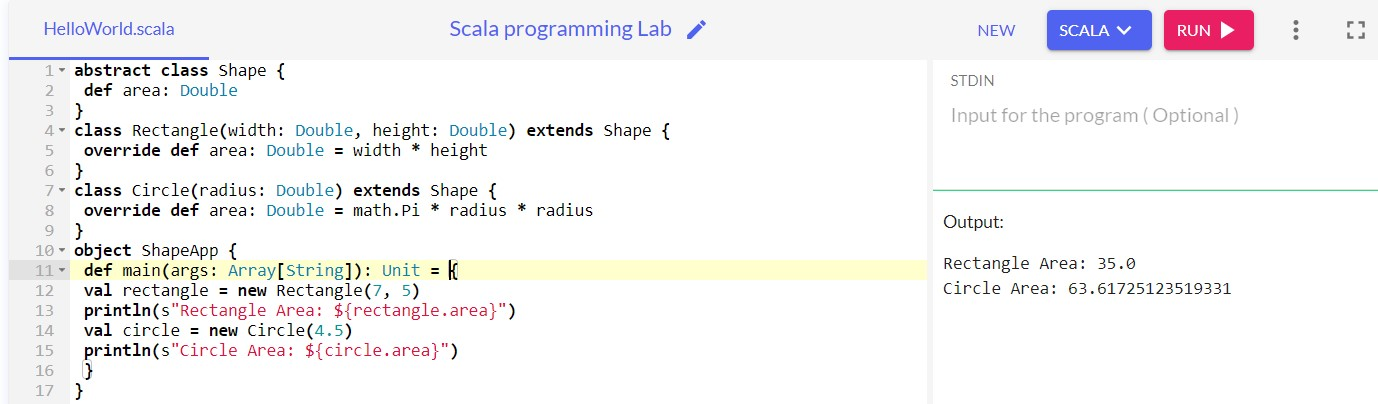 HelloWorld.scala
Scala programming Lab
NEW
SCALA
RUN
1 abstract class Shape {
2  def area: Double
3 }
4 class Rectangle(width: Double, height: Double) extends Shape {
5  override def area: Double = width * height
6 }
7 class Circle(radius: Double) extends Shape {
8  override def area: Double = math.Pi * radius * radius
9 }
10 object ShapeApp {
11  def main(args: Array[String]): Unit = {
12  val rectangle = new Rectangle(7, 5)
13  println(s"Rectangle Area: ${rectangle.area}")
14  val circle = new Circle(4.5)
15  println(s"Circle Area: ${circle.area}")
16  }
17 }
STDIN
Input for the program ( Optional )
Output:
Rectangle Area: 35.0
Circle Area: 63.61725123519331